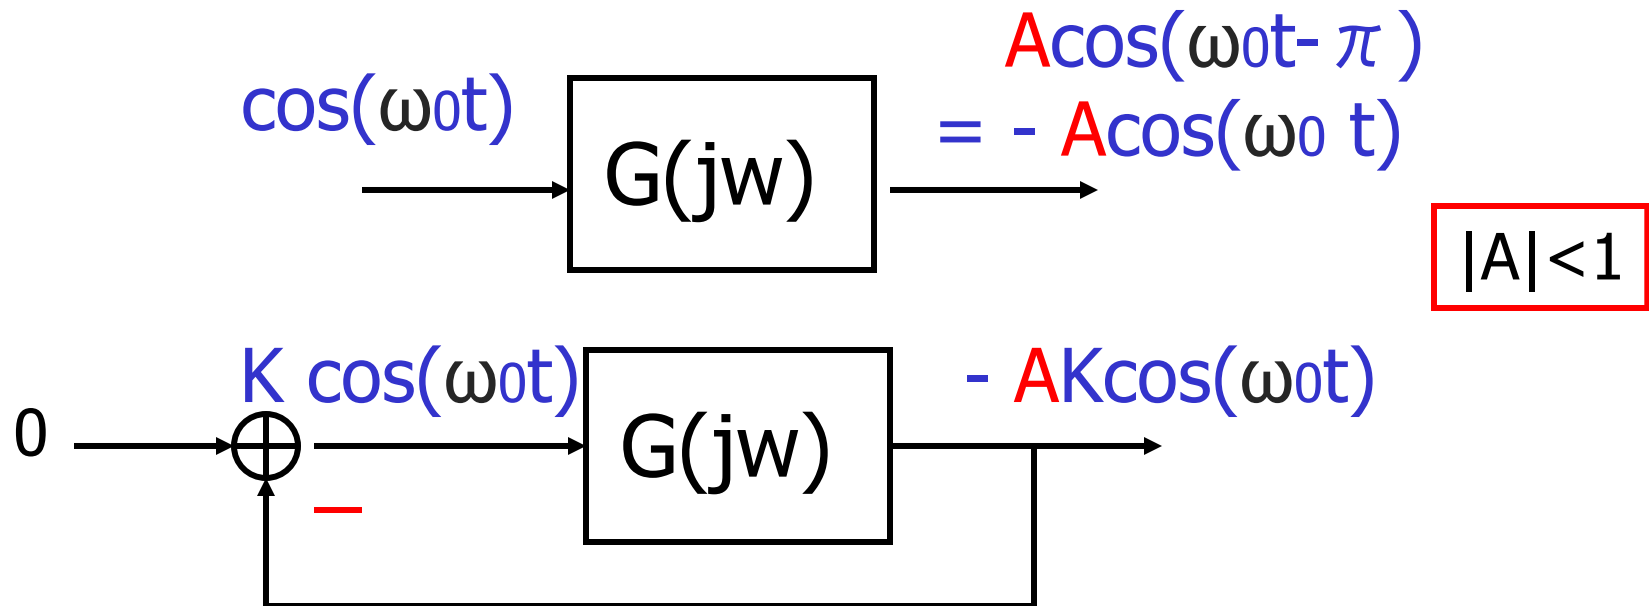 Acos(ω0t-π)
cos(ω0t)
= - Acos(ω0 t)
G(jw)
|A|<1
K cos(ω0t)
- AKcos(ω0t)
0
G(jw)
−